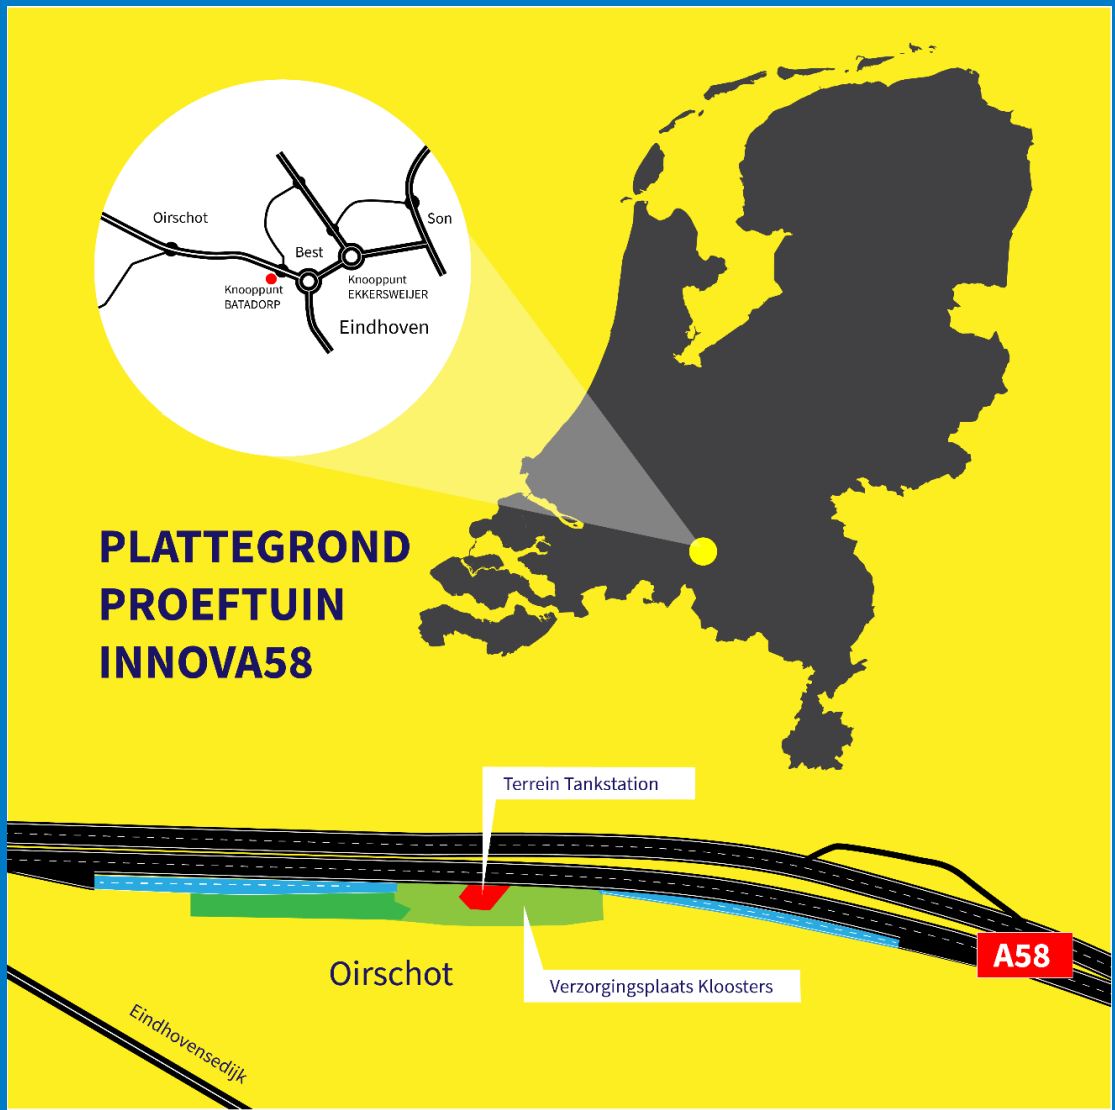 Oirschot
Son
Best
Knooppunt
BATADORP
Knooppunt
EKKERSWEIJER
Eindhoven
PLATTEGROND
PROEFTUIN
INNOVA58
Terrein Tankstation
A58
Oirschot
Verzorgingsplaats Kloosters
Eindhovensedijk